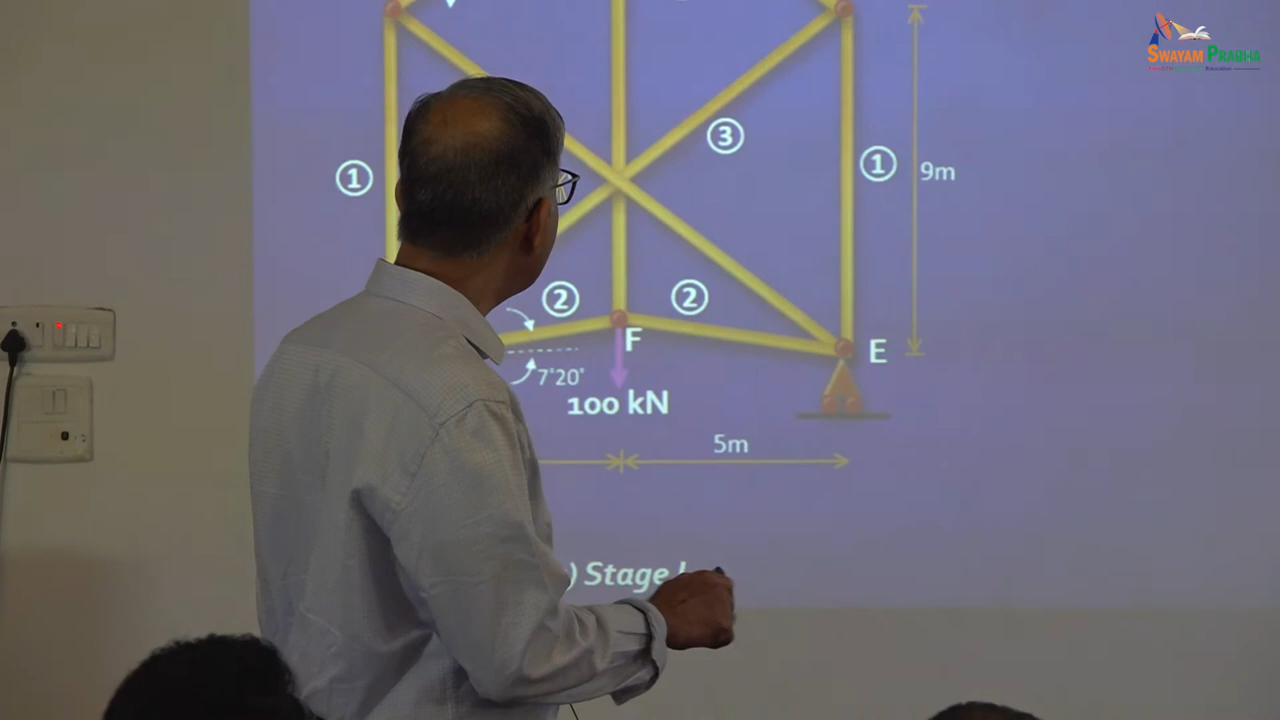 SWAYAM PRABHA
③
①
①
9m
②
②
F
E
7°20'
100 kN
5m
) Stage I